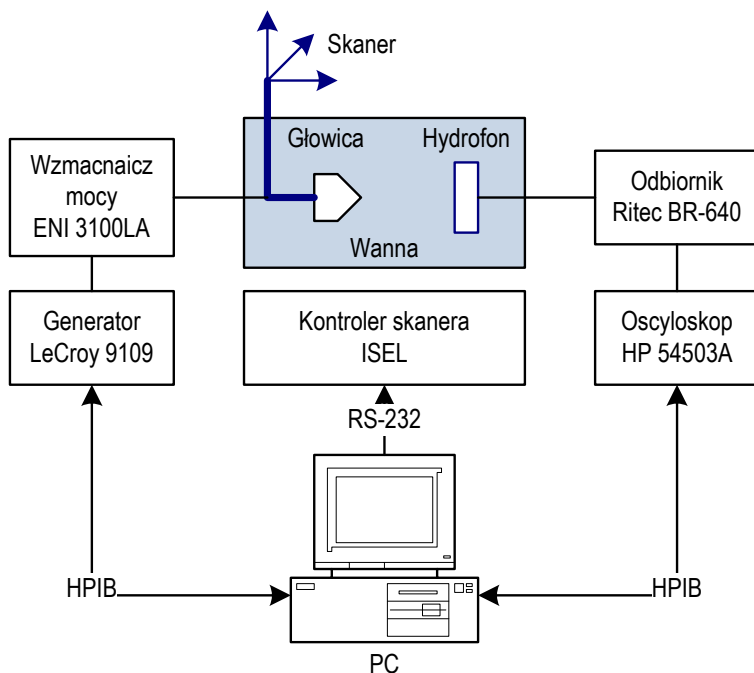 Skaner
Głowica
Hydrofon
Wanna
Wzmacnaicz
mocy
ENI 3100LA
Odbiornik
Ritec BR-640
Generator
LeCroy 9109
Kontroler skanera
ISEL
Oscyloskop
HP 54503A
RS-232
HPIB
HPIB
PC